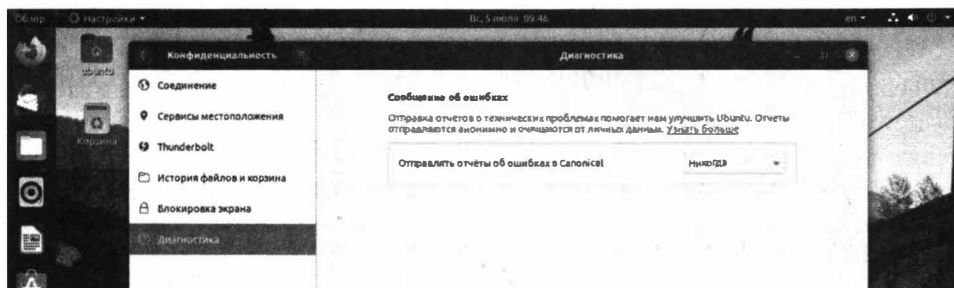 Обзор Настройки Вс, 5 июля 09:46 en
Конфиденциальность Диагностика
ubuntu
Корзина
Соединение
Сервисы местоположения
Thunderbolt
История файлов и корзина
Блокировка экрана
Диагностика
Сообщение об ошибках
Отправка отчетов о технических проблемах помогает нам улучшить Ubuntu. Отчеты
отправляются анонимно и очищаются от личных данных. Узнать больше
Отправлять отчёты об ошибках в Canonical Никогда